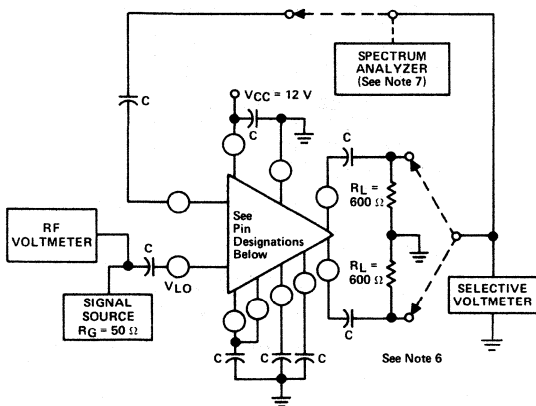 SPECTRUM
ANALYZER
(See Note 7)
C
VCC = 12 V
C
C
RL =
600 Ω
See
Pin
Designations
Below
RF
VOLTMETER
C
VLO
SIGNAL
SOURCE
RG = 50 Ω
RL =
600 Ω
SELECTIVE
VOLTMETER
C
C
C
C
See Note 6